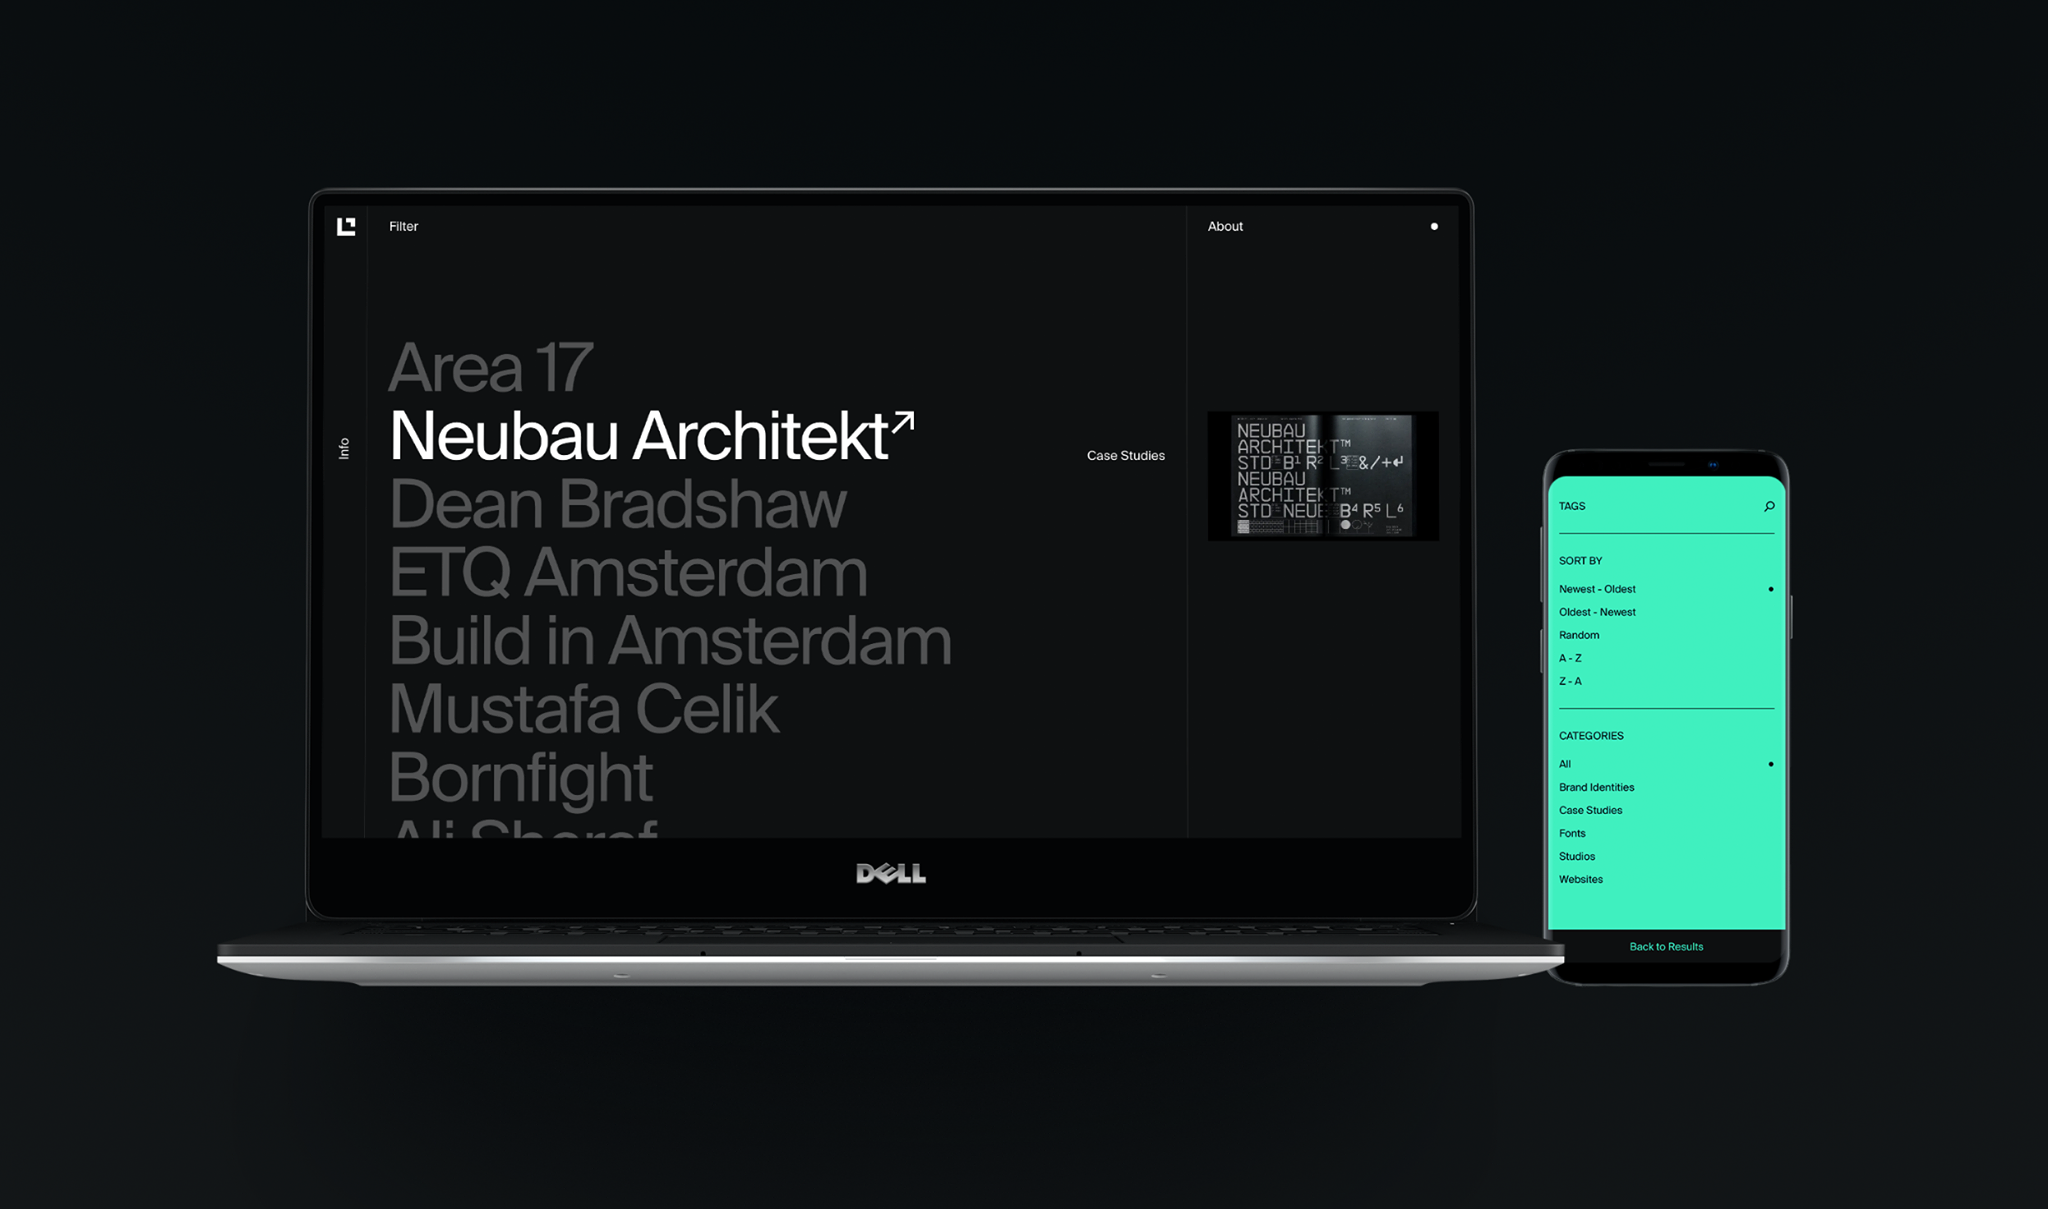 Filter
About
Info
Area 17
Neubau Architekt↗
Case Studies
Dean Bradshaw
ETQ Amsterdam
Build in Amsterdam
Mustafa Celik
Bornfight
NEUBAU
ARCHITEKT™
STD B¹ R² L³ &/+↵
NEUBAU
ARCHITEKT™
STD NEUB B⁴ R⁵ L⁶
DELL
TAGS
SORT BY
Newest - Oldest
Oldest - Newest
Random
A - Z
Z - A
CATEGORIES
All
Brand Identities
Case Studies
Fonts
Studios
Websites
Back to Results